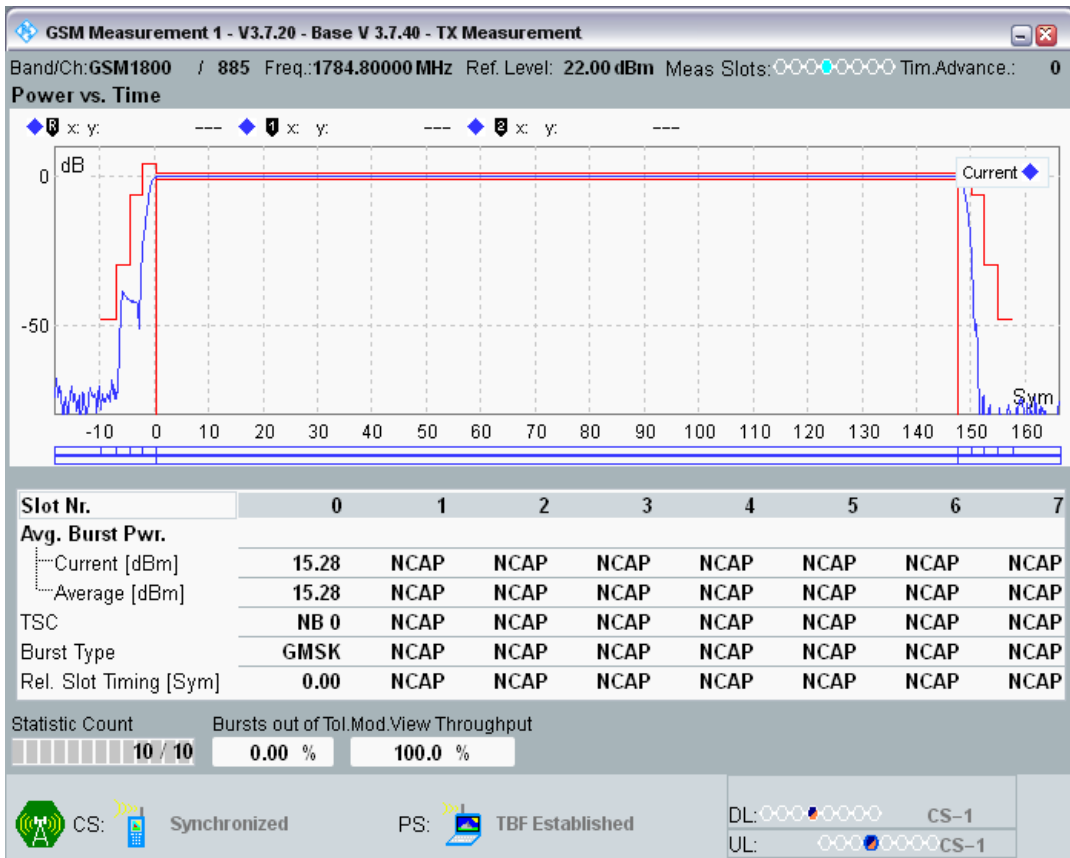 GSM Measurement 1 - V3.7.20 - Base V 3.7.40 - TX Measurement
Band/Ch:GSM1800 / 885 Freq.:1784.80000 MHz Ref. Level: 22.00 dBm Meas Slots: Tim.Advance.: 0
Power vs. Time
R x: y: --- 1 x: y: --- 2 x: y: ---
dB
Current
0
-50
Sym
-10 0 10 20 30 40 50 60 70 80 90 100 110 120 130 140 150 160
Slot Nr. 0 1 2 3 4 5 6 7
Avg. Burst Pwr.
Current [dBm] 15.28 NCAP NCAP NCAP NCAP NCAP NCAP NCAP
Average [dBm] 15.28 NCAP NCAP NCAP NCAP NCAP NCAP NCAP
TSC NB 0 NCAP NCAP NCAP NCAP NCAP NCAP NCAP
Burst Type GMSK NCAP NCAP NCAP NCAP NCAP NCAP NCAP
Rel. Slot Timing [Sym] 0.00 NCAP NCAP NCAP NCAP NCAP NCAP NCAP
Statistic Count Bursts out of Tol.Mod.View Throughput
10 / 10 0.00 % 100.0 %
CS: Synchronized PS: TBF Established
DL: CS-1
UL: CS-1